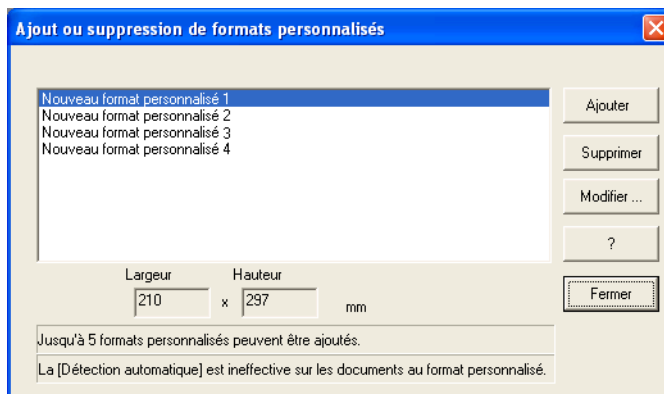 Ajout ou suppression de formats personnalisés
Nouveau format personnalisé 1
Nouveau format personnalisé 2
Nouveau format personnalisé 3
Nouveau format personnalisé 4
Ajouter
Supprimer
Modifier ...
?
Fermer
Largeur Hauteur
210 x 297 mm
Jusqu'à 5 formats personnalisés peuvent être ajoutés.
La [Détection automatique] est ineffective sur les documents au format personnalisé.